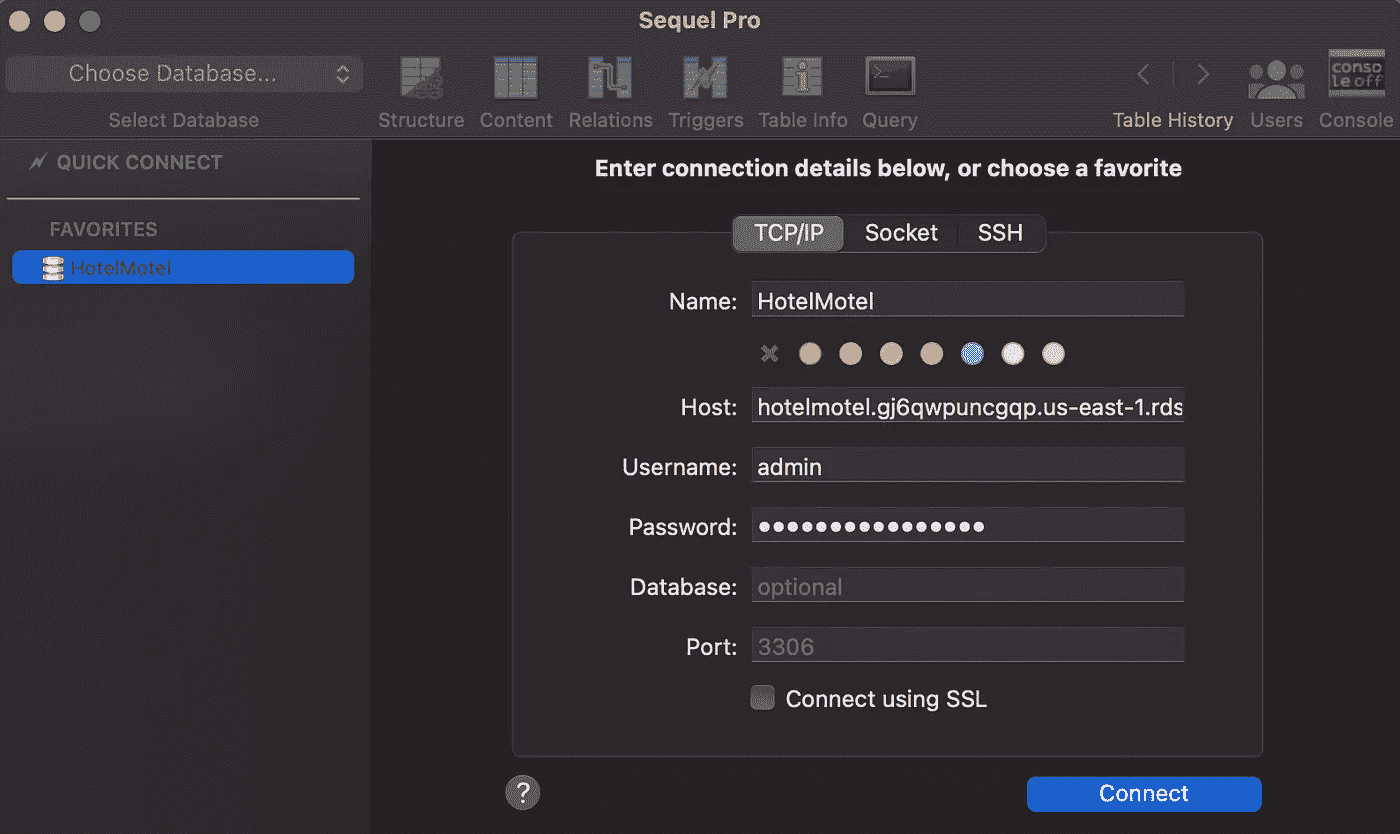 Sequel Pro
Choose Database...
Select Database
Structure
Content
Relations
Triggers
Table Info
Query
Table History
Users
conso
le off
Console
QUICK CONNECT
FAVORITES
HotelMotel
Enter connection details below, or choose a favorite
TCP/IP
Socket
SSH
Name: HotelMotel
Host: hotelmotel.gj6qwpuncgqp.us-east-1.rds
Username: admin
Password: ●●●●●●●●●●●●●●●●
Database: optional
Port: 3306
Connect using SSL
?
Connect